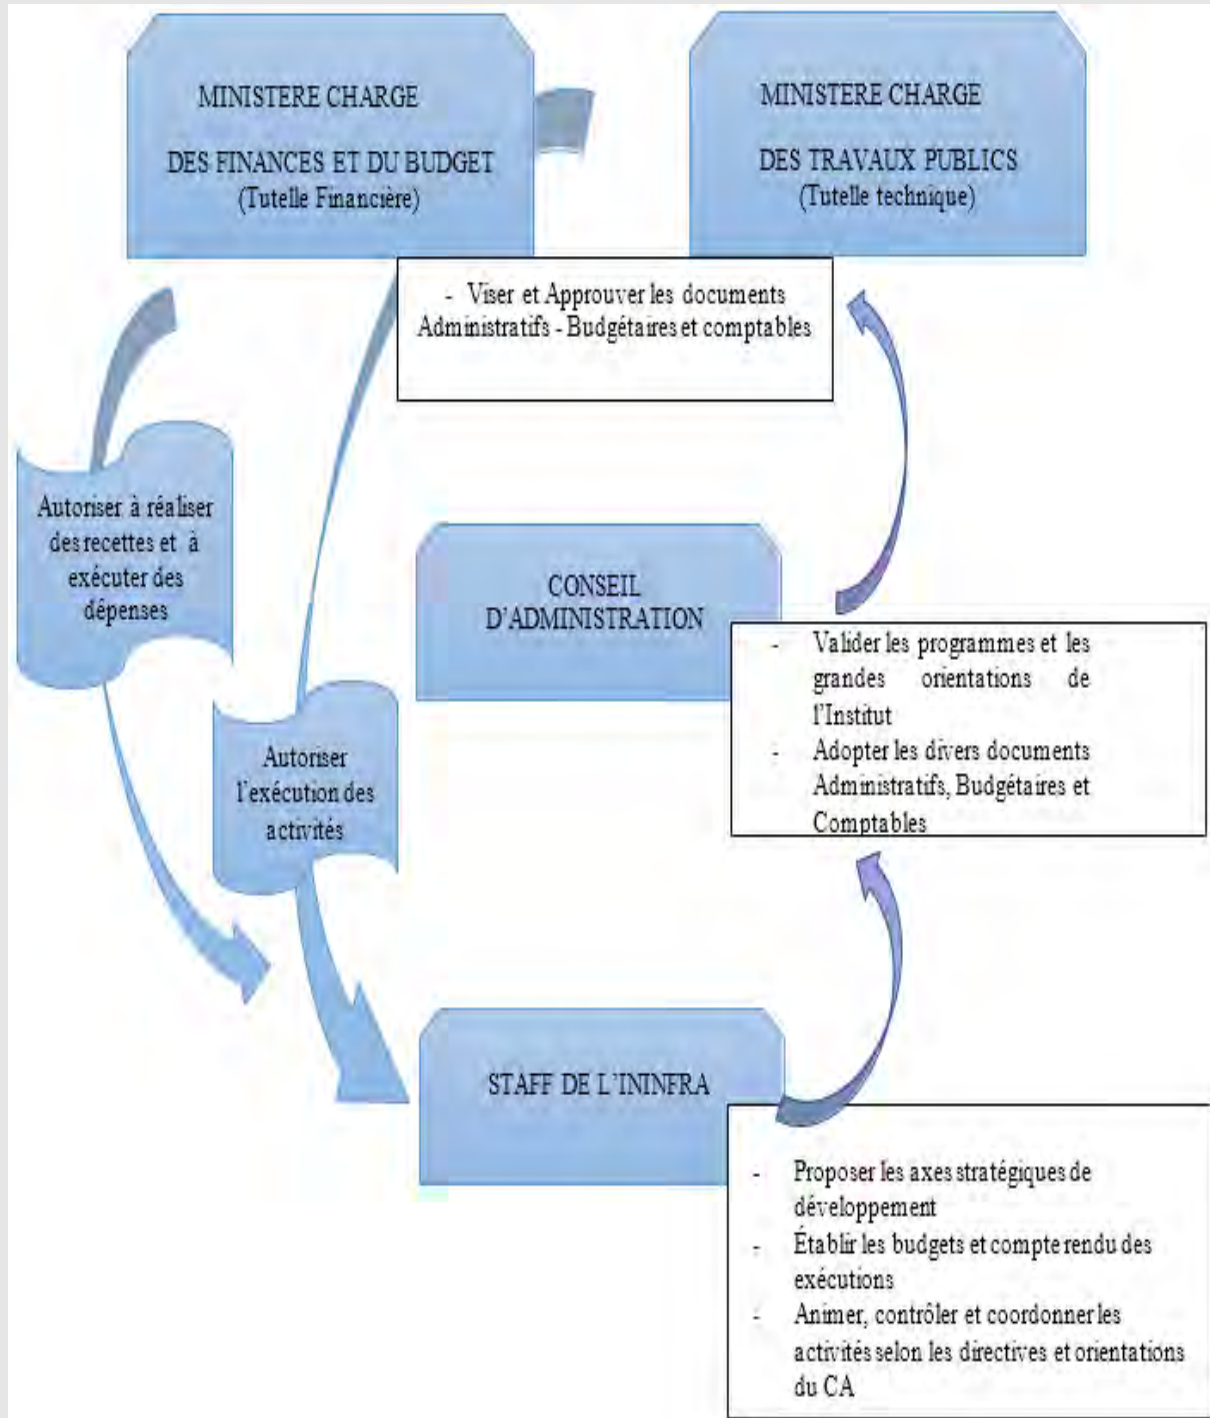 MINISTERE CHARGE
DES FINANCES ET DU BUDGET
(Tutelle Financière)
MINISTERE CHARGE
DES TRAVAUX PUBLICS
(Tutelle technique)
- Viser et Approuver les documents
Administratifs - Budgétaires et comptables
Autoriser à réaliser
des recettes et à
exécuter des
dépenses
CONSEIL
D'ADMINISTRATION
- Valider les programmes et les
grandes orientations de
l'Institut
- Adopter les divers documents
Administratifs, Budgétaires et
Comptables
Autoriser
l'exécution des
activités
STAFF DE L'ININFRA
- Proposer les axes stratégiques de
développement
- Établir les budgets et compte rendu des
exécutions
- Animer, contrôler et coordonner les
activités selon les directives et orientations
du CA